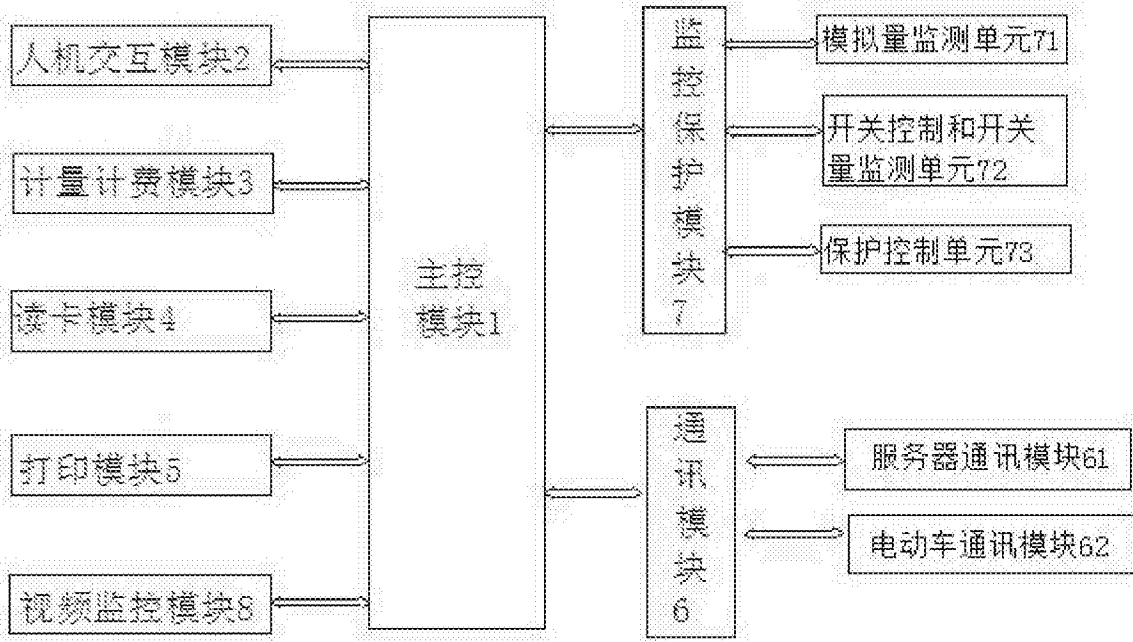 人机交互模块2
计量计费模块3
读卡模块4
打印模块5
视频监控模块8
主控
模块1
监控保护模块7
模拟量监测单元71
开关控制和开关
量监测单元72
保护控制单元73
通讯模块6
服务器通讯模块61
电动车通讯模块62